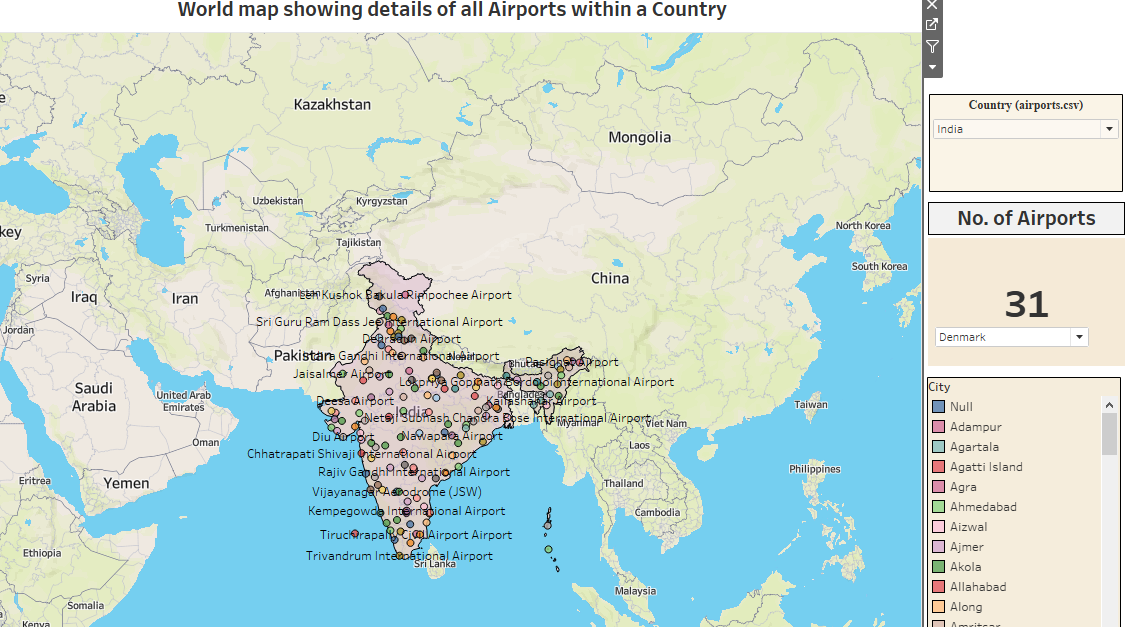 World map showing details of all Airports within a Country
Kazakhstan
Mongolia
Uzbekistan
Kyrgyzstan
key
Turkmenistan
North Korea
Tajikistan
Syria
China
South Korea
Iraq
Iran
Leh Kushok Bakula Rimpochee Airport
Jordan
Sri Guru Ram Dass Jee International Airport
Dehradun Airport
Pakistan
Indira Gandhi International Airport
Nepal
Bhutan
Pasighat Airport
Jaisalmer Airport
Lokpriya Gopinath Bordoloi International Airport
Saudi
Arabia
United Arab
Emirates
Deesa Airport
Bangladesh
Kailashahar Airport
Taiwan
India
Netaji Subhash Chandra Bose International Airport
Myanmar
Viet Nam
Oman
Diu Airport
Nawapara Airport
Laos
Chhatrapati Shivaji International Airport
Eritrea
Yemen
Rajiv Gandhi International Airport
Thailand
Philippines
Vijayanagar Aerodrome (JSW)
Kempegowda International Airport
Cambodia
Ethiopia
Airport
Trivandrum International Airport
Sri Lanka
Malaysia
Somalia
Kenya
Country (airports.csv)
India
No. of Airports
31
Denmark
City
Null
Adampur
Agartala
Agatti Island
Agra
Ahmedabad
Aizwal
Ajmer
Akola
Allahabad
Along
Amritsar